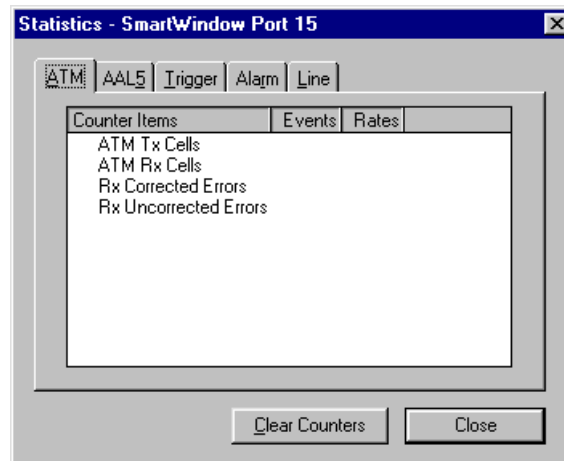 Statistics - SmartWindow Port 15
ATM AAL5 Trigger Alarm Line
Counter Items Events Rates
ATM Tx Cells
ATM Rx Cells
Rx Corrected Errors
Rx Uncorrected Errors
Clear Counters Close